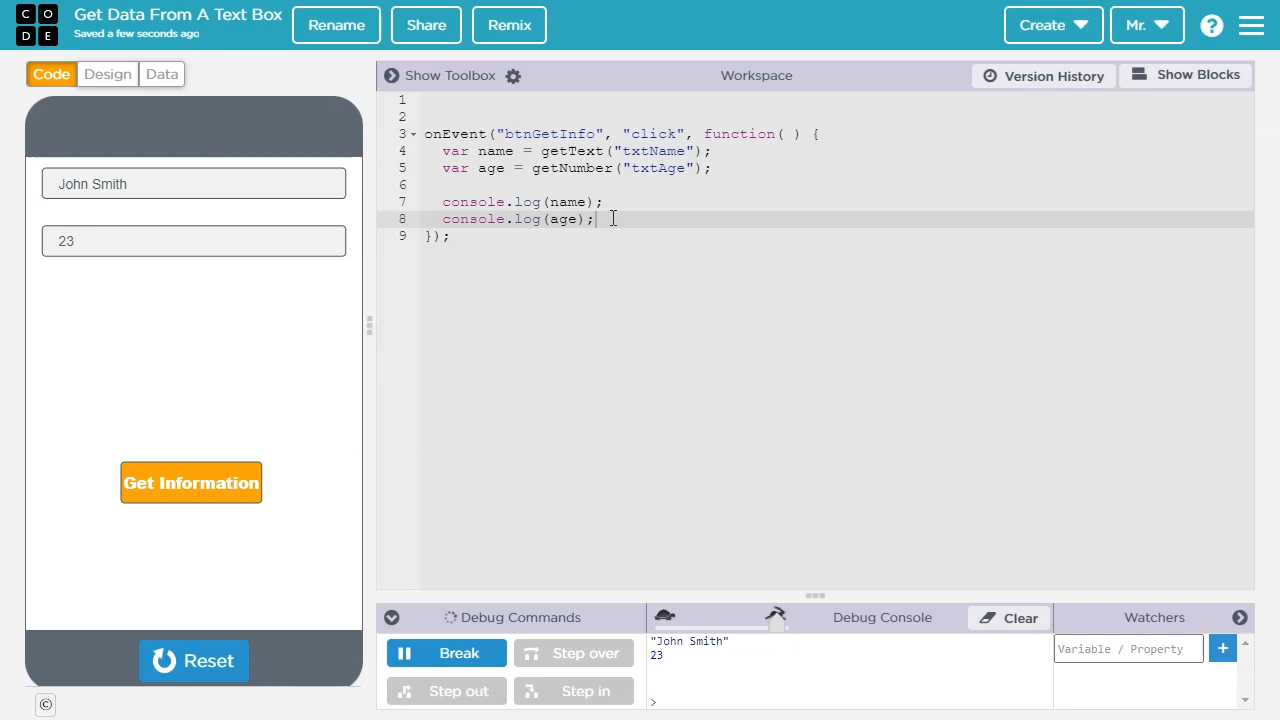 C O
D E
Get Data From A Text Box
Saved a few seconds ago
Rename
Share
Remix
Create
Mr.
?
Code
Design
Data
Show Toolbox
Workspace
Version History
Show Blocks
John Smith
23
Get Information
Reset
©
1
2
3 onEvent("btnGetInfo", "click", function( ) {
4 var name = getText("txtName");
5 var age = getNumber("txtAge");
6
7 console.log(name);
8 console.log(age);
9 });
Debug Commands
Break
Step over
Step out
Step in
Debug Console
Clear
"John Smith"
23
>
Watchers
Variable / Property
+